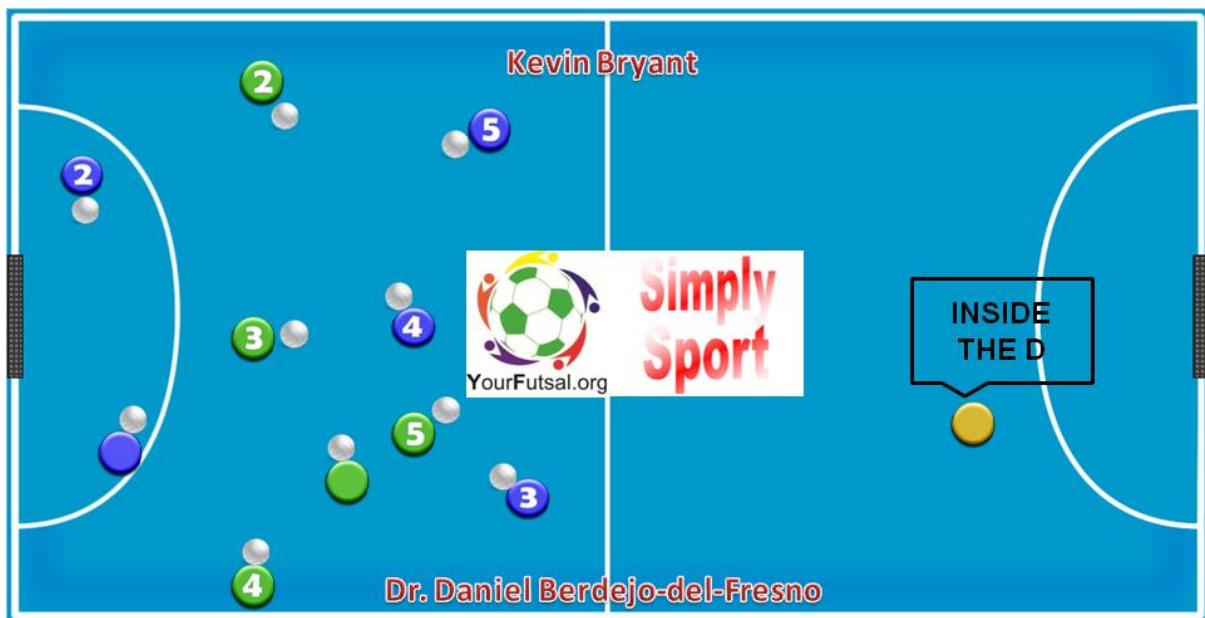 Kevin Bryant
2
5
2
Simply
Sport
YourFutsal.org
INSIDE
THE D
4
3
5
3
4
Dr. Daniel Berdejo-del-Fresno